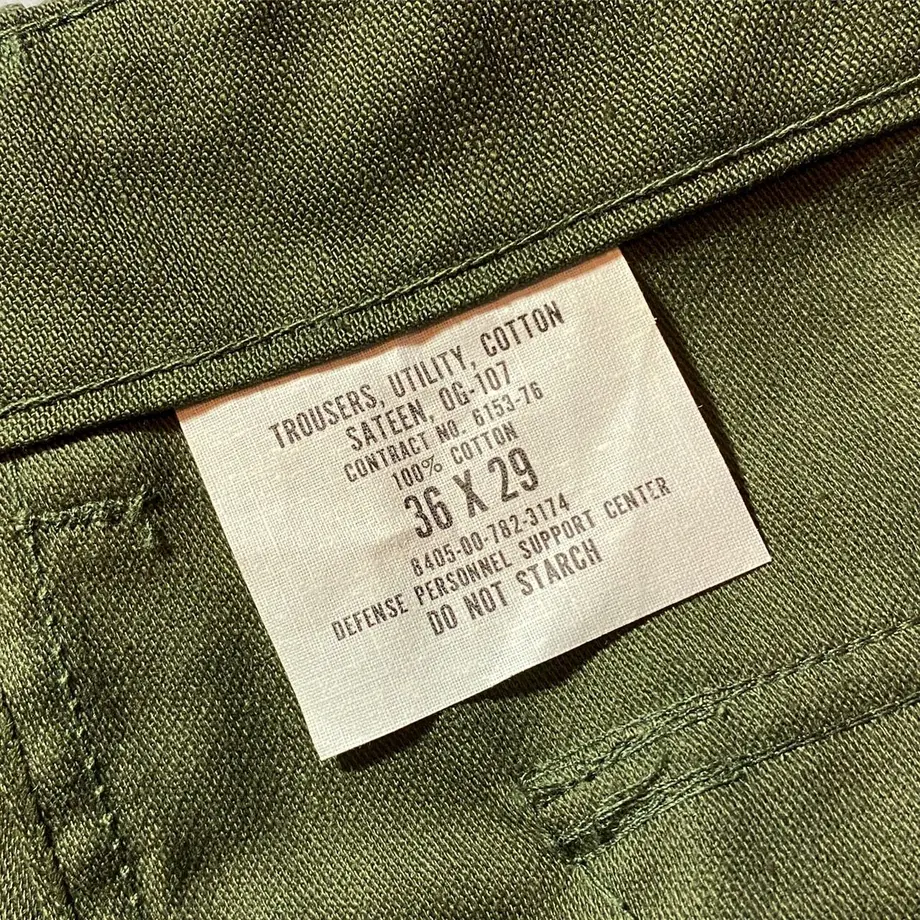 TROUSERS, UTILITY, COTTON
SATEEN, OG-107
CONTRACT NO. 6153-76
100% COTTON
36 X 29
8405-00-782-3174
DEFENSE PERSONNEL SUPPORT CENTER
DO NOT STARCH